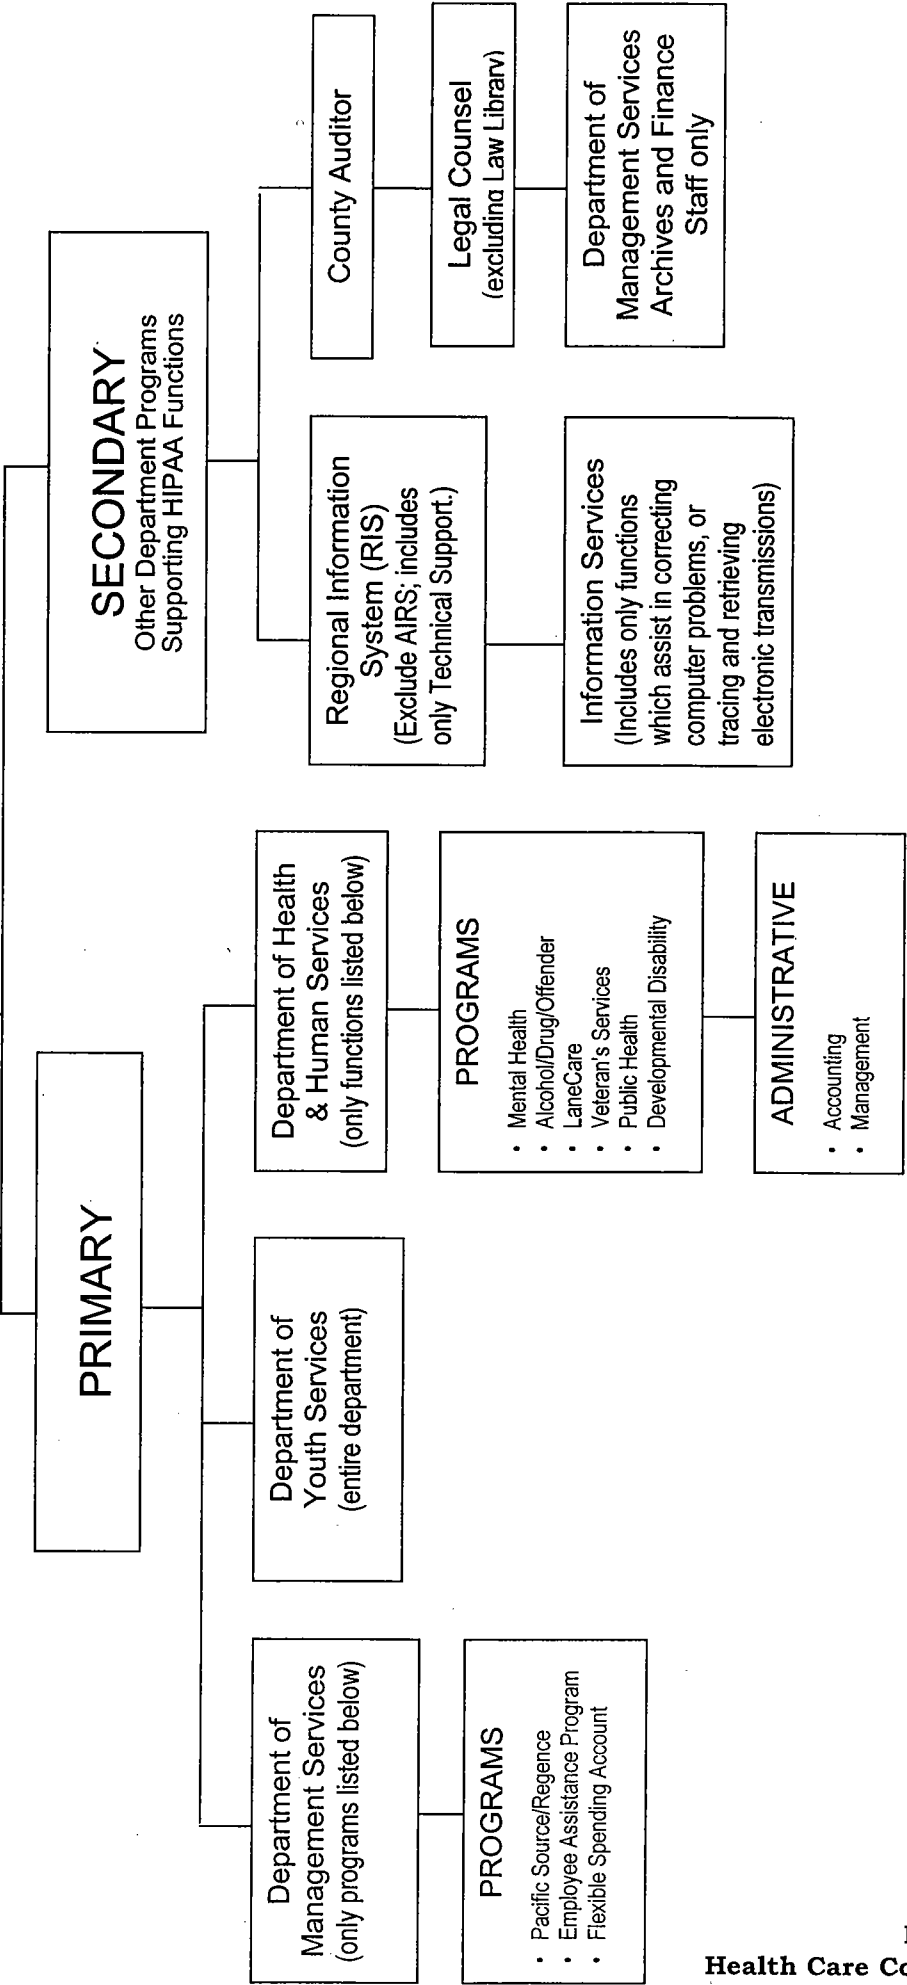 PRIMARY
Department of
Management Services
(only programs listed below)
PROGRAMS
• Pacific Source/Regence
• Employee Assistance Program
• Flexible Spending Account
Department of
Youth Services
(entire department)
Department of Health
& Human Services
(only functions listed below)
PROGRAMS
• Mental Health
• Alcohol/Drug/Offender
• LaneCare
• Veteran's Services
• Public Health
• Developmental Disability
ADMINISTRATIVE
• Accounting
• Management
SECONDARY
Other Department Programs
Supporting HIPAA Functions
Regional Information
System (RIS)
(Exclude AIRS; includes
only Technical Support.)
Information Services
(Includes only functions
which assist in correcting
computer problems, or
tracing and retrieving
electronic transmissions)
County Auditor
Legal Counsel
(excluding Law Library)
Department of
Management Services
Archives and Finance
Staff only
Health Care